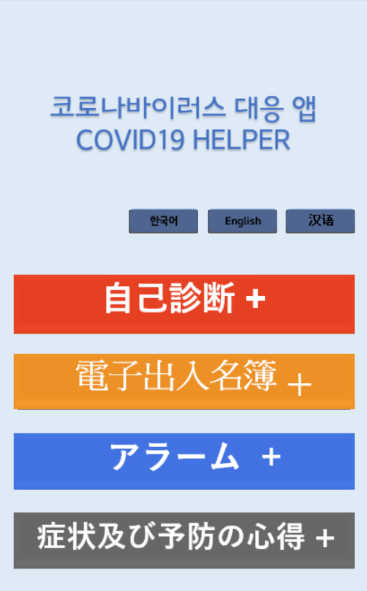 코로나바이러스 대응 앱
COVID19 HELPER
한국어 English 汉语
自己診断 +
電子出入名簿 +
アラーム +
症状及び予防の心得 +